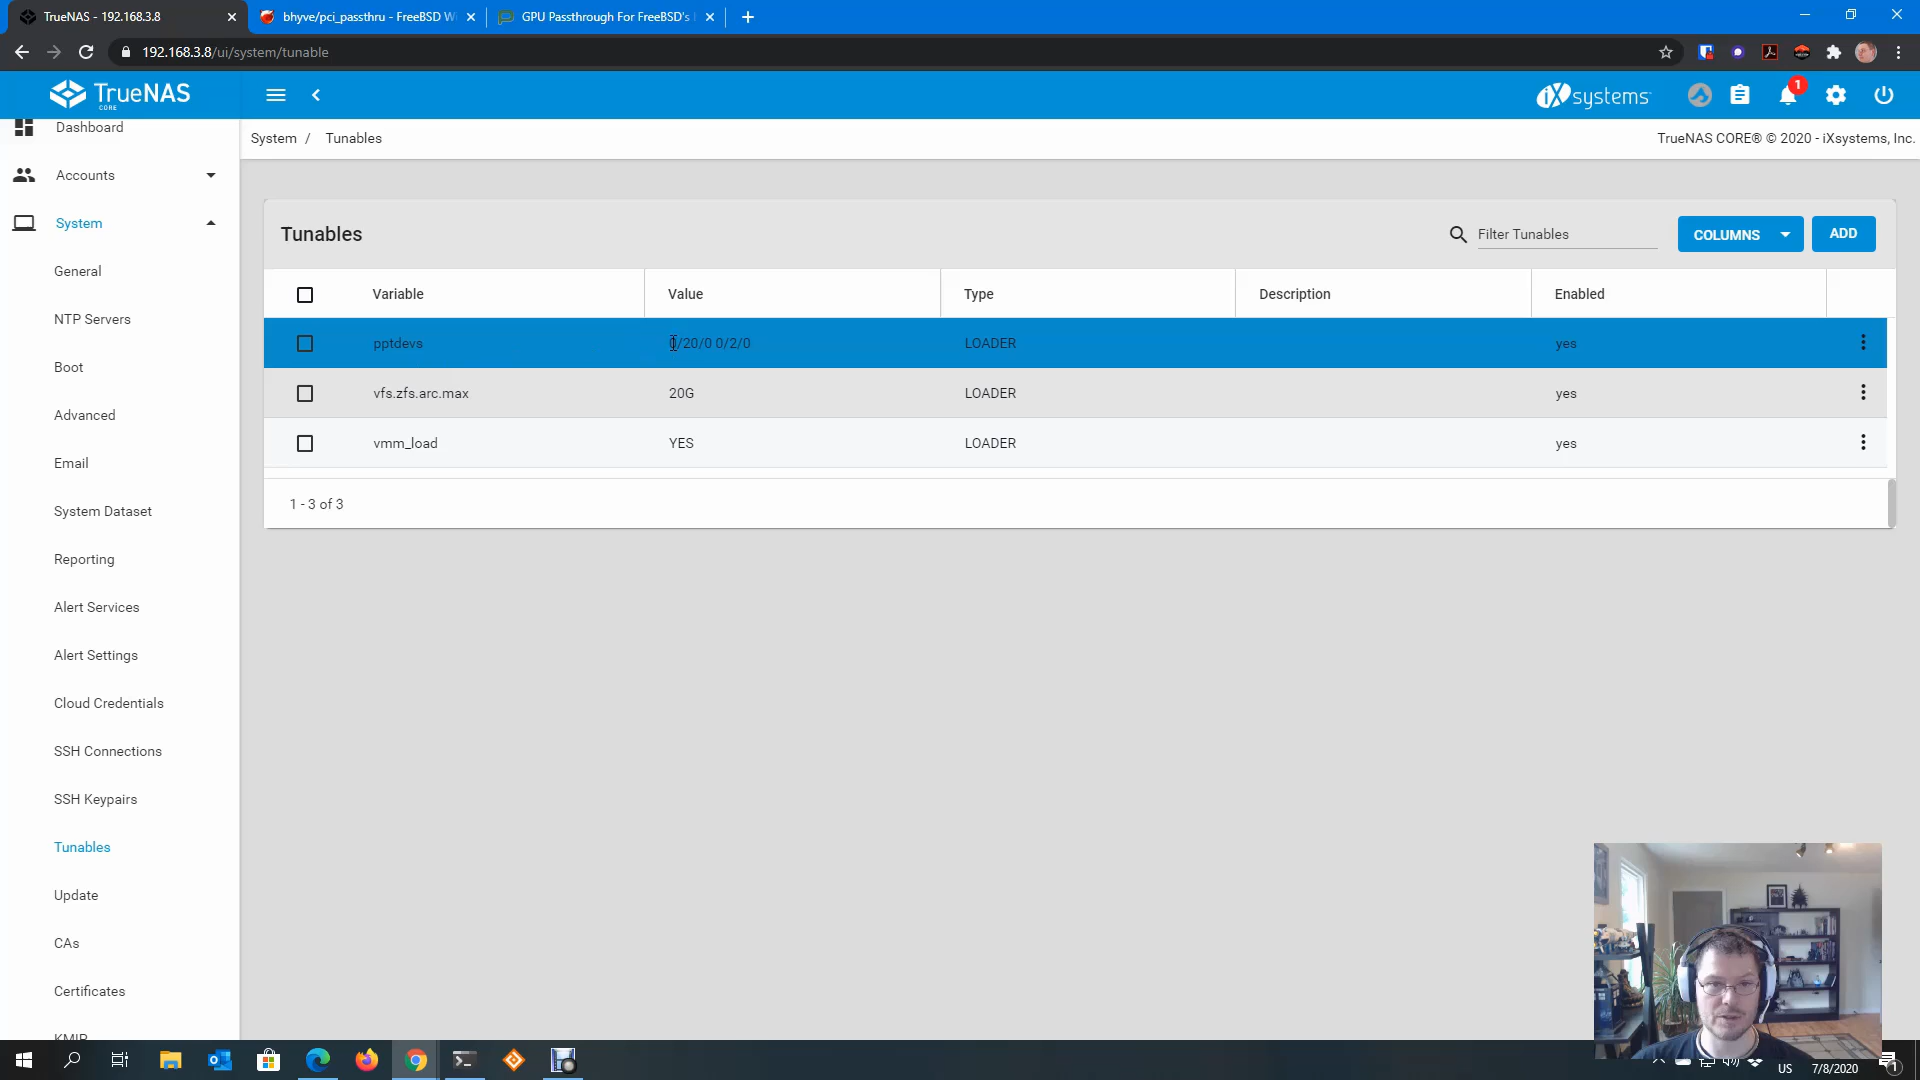 TrueNAS - 192.168.3.8
bhyve/pci_passthru - FreeBSD Wi
GPU Passthrough For FreeBSD's
192.168.3.8/ui/system/tunable
TrueNAS
CORE
iXsystems
1
System / Tunables
TrueNAS CORE® © 2020 - iXsystems, Inc.
Dashboard
Accounts
System
General
NTP Servers
Boot
Advanced
Email
System Dataset
Reporting
Alert Services
Alert Settings
Cloud Credentials
SSH Connections
SSH Keypairs
Tunables
Update
CAs
Certificates
KMIP
Tunables
Filter Tunables
COLUMNS
ADD
Variable Value Type Description Enabled
pptdevs 0/20/0 0/2/0 LOADER yes
vfs.zfs.arc.max 20G LOADER yes
vmm_load YES LOADER yes
1 - 3 of 3
US
7/8/2020
1